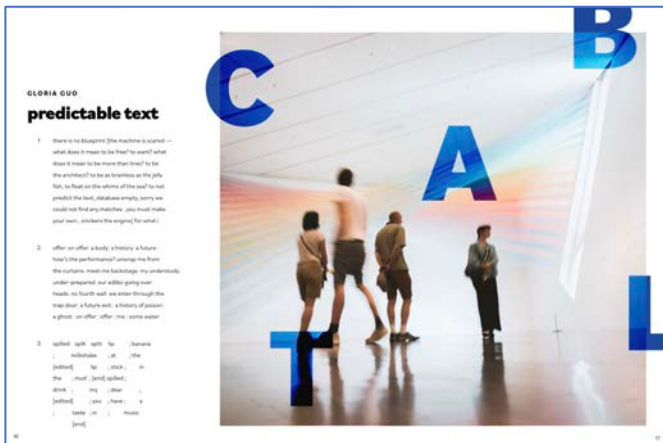 GLORIA GUO
predictable text
1 there is no blueprint [the machine is scared —
what does it mean to be free? to want? what
does it mean to be more than lines? to be
the architect? to be as brainless as the jelly
fish, to float on the whims of the sea? to not
predict the text, database empty, sorry we
could not find any matches , you must make
your own , snickers the engine] for what i
2 offer: on offer: a body: a history: a future:
how's the performance? unwrap me from
the curtains. meet me backstage. my understudy.
under-prepared. our adlibs going over
heads. no fourth wall. we enter through the
trap door: a future exit: a history of poison:
a ghost: on offer: offer: me: some water
3 spilled spilt split lip ; banana
; milkshake ; at ; the
[edited] lip ; stick ; in
the ; mud ; [and] spilled ;
drink ; my ; dear ;
[edited] ; you ; have ; a
; taste ; in ; music
[end]
C
B
A
L
T
16
17